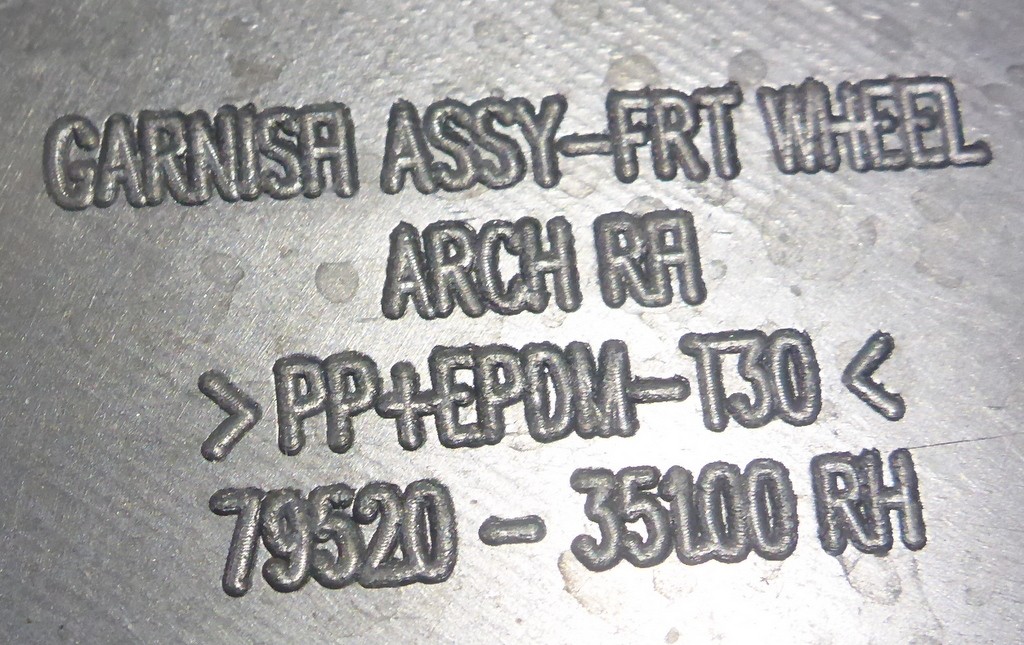 GARNISH ASSY-FRT WHEEL
ARCH RH
>PP+EPDM-T30<
79520 - 35100 RH